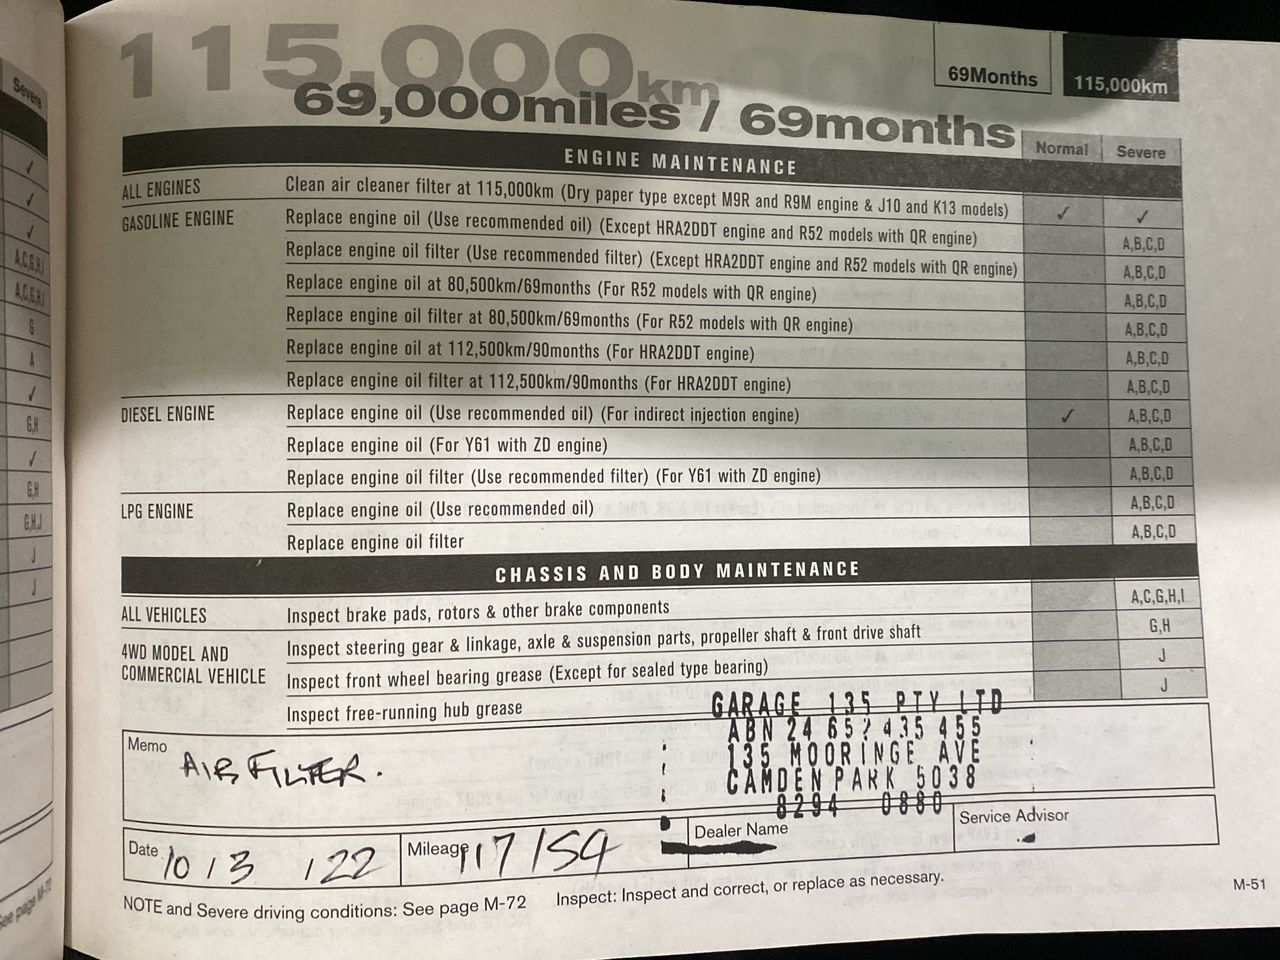 Severe
✓
✓
✓
A,C,G,H,I
A,C,G,H,I
G
A
✓
G,H
✓
G,H
G,H,J
J
J
115,000km
69,000miles / 69months
69Months
115,000km
Normal Severe
ENGINE MAINTENANCE
ALL ENGINES Clean air cleaner filter at 115,000km (Dry paper type except M9R and R9M engine & J10 and K13 models) ✓ ✓
GASOLINE ENGINE Replace engine oil (Use recommended oil) (Except HRA2DDT engine and R52 models with QR engine) A,B,C,D
Replace engine oil filter (Use recommended filter) (Except HRA2DDT engine and R52 models with QR engine) A,B,C,D
Replace engine oil at 80,500km/69months (For R52 models with QR engine) A,B,C,D
Replace engine oil filter at 80,500km/69months (For R52 models with QR engine) A,B,C,D
Replace engine oil at 112,500km/90months (For HRA2DDT engine) A,B,C,D
Replace engine oil filter at 112,500km/90months (For HRA2DDT engine) A,B,C,D
DIESEL ENGINE Replace engine oil (Use recommended oil) (For indirect injection engine) ✓ A,B,C,D
Replace engine oil (For Y61 with ZD engine) A,B,C,D
Replace engine oil filter (Use recommended filter) (For Y61 with ZD engine) A,B,C,D
LPG ENGINE Replace engine oil (Use recommended oil) A,B,C,D
Replace engine oil filter A,B,C,D
CHASSIS AND BODY MAINTENANCE
ALL VEHICLES Inspect brake pads, rotors & other brake components A,C,G,H,I
4WD MODEL AND COMMERCIAL VEHICLE Inspect steering gear & linkage, axle & suspension parts, propeller shaft & front drive shaft G,H
Inspect front wheel bearing grease (Except for sealed type bearing) J
Inspect free-running hub grease J
Memo
AIR FILTER.
GARAGE 135 PTY LTD
ABN 24 652 435 455
135 MOORINGE AVE
CAMDEN PARK 5038
8294 0880
Date 10/3/22
Mileage 117154
Dealer Name
Service Advisor
NOTE and Severe driving conditions: See page M-72 Inspect: Inspect and correct, or replace as necessary.
M-51